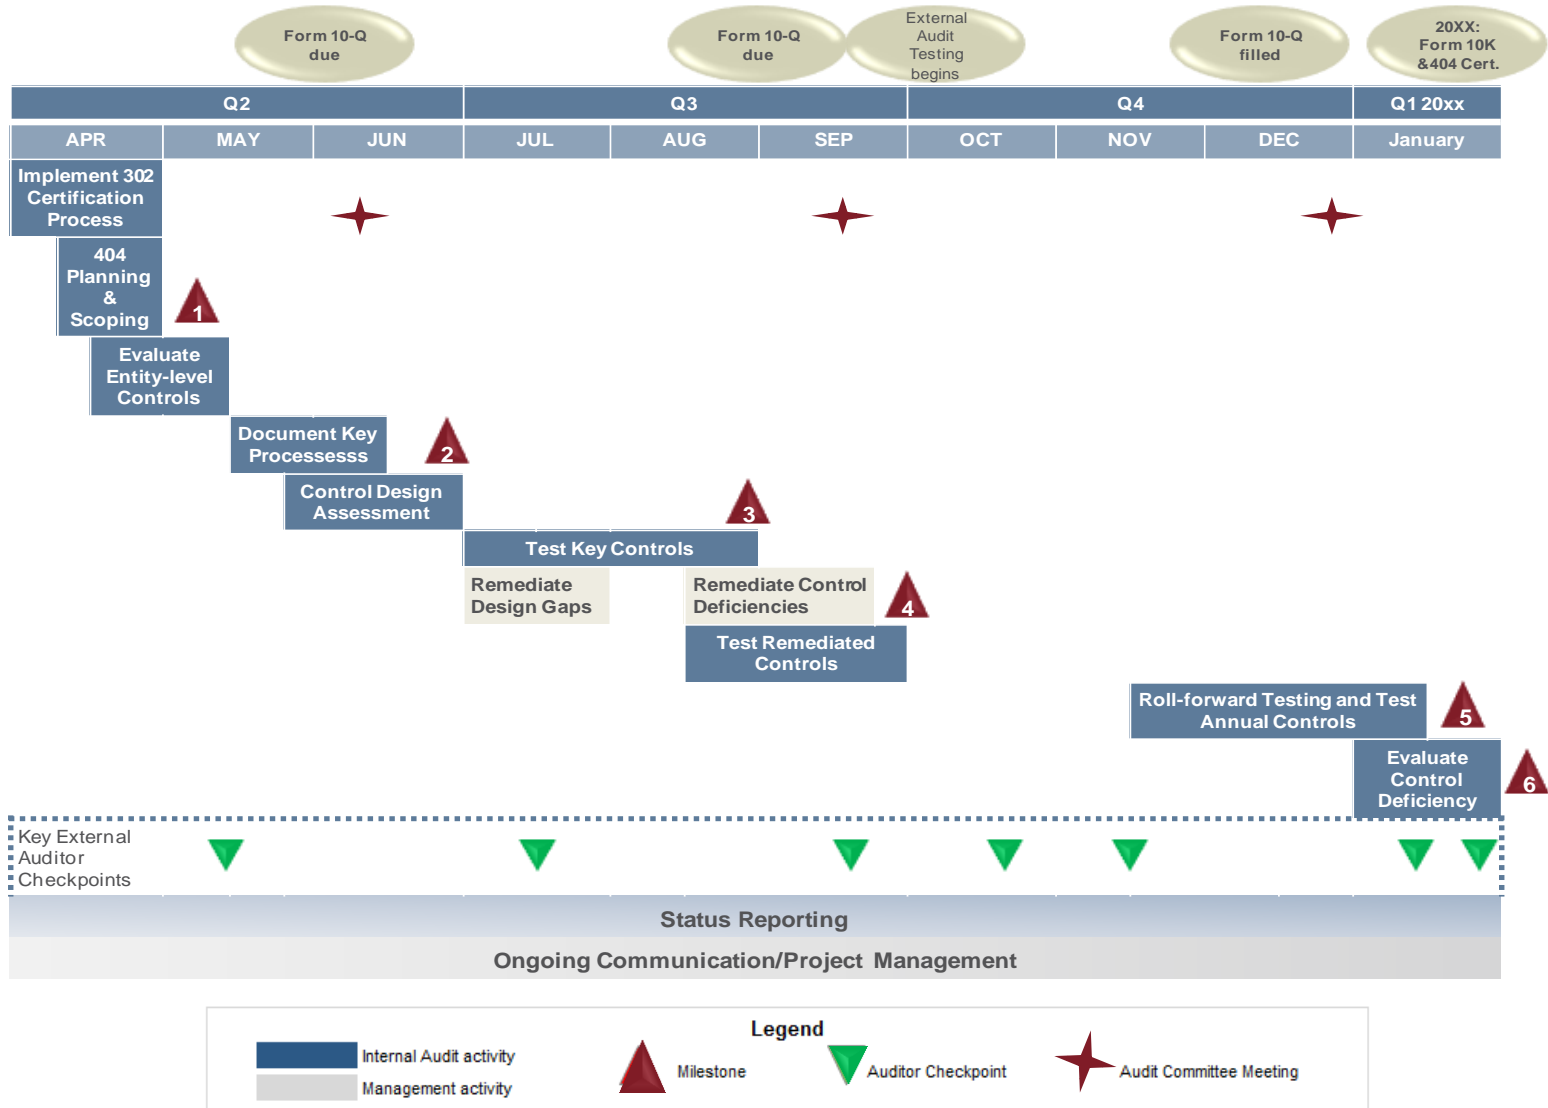 Form 10-Q
due
Form 10-Q
due
External
Audit
Testing
begins
Form 10-Q
filled
20XX:
Form 10K
&404 Cert.
Q2
Q3
Q4
Q1 20xx
APR
MAY
JUN
JUL
AUG
SEP
OCT
NOV
DEC
January
Implement 302
Certification
Process
404
Planning
&
Scoping
1
Evaluate
Entity-level
Controls
Document Key
Processesss
2
Control Design
Assessment
3
Test Key Controls
Remediate
Design Gaps
Remediate Control
Deficiencies
4
Test Remediated
Controls
Roll-forward Testing and Test
Annual Controls
5
Evaluate
Control
Deficiency
6
Key External
Auditor
Checkpoints
Status Reporting
Ongoing Communication/Project Management
Legend
Internal Audit activity
Management activity
Milestone
Auditor Checkpoint
Audit Committee Meeting